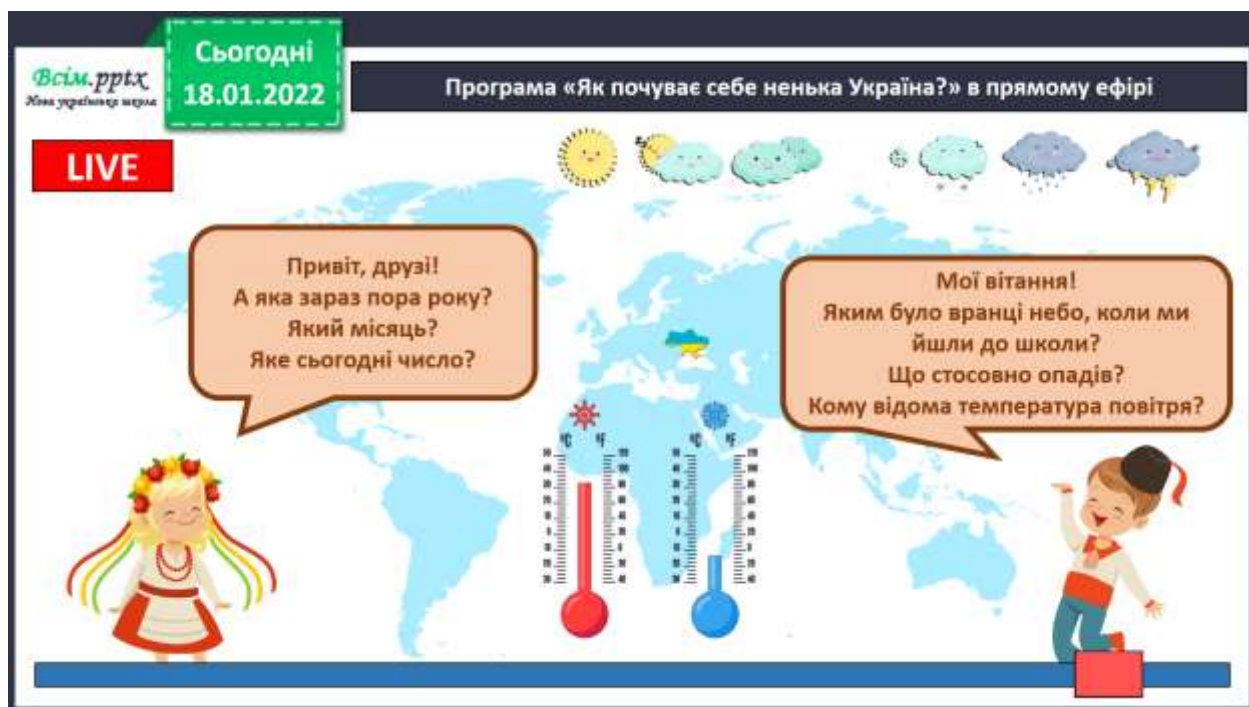 Всім.pptx
Нова українська школа
Сьогодні
18.01.2022
Програма «Як почуває себе ненька Україна?» в прямому ефірі
LIVE
Привіт, друзі!
А яка зараз пора року?
Який місяць?
Яке сьогодні число?
Мої вітання!
Яким було вранці небо, коли ми
йшли до школи?
Що стосовно опадів?
Кому відома температура повітря?
°C °F
°C °F